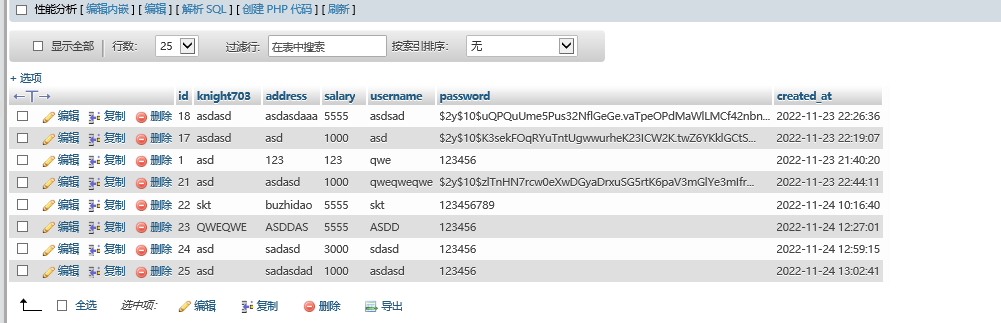 性能分析 [ 编辑内嵌 ] [ 编辑 ] [ 解析 SQL ] [ 创建 PHP 代码 ] [ 刷新 ]
显示全部 行数: 25 过滤行: 在表中搜索 按索引排序: 无
+ 选项
←T→ id knight703 address salary username password created_at
编辑 复制 删除 18 asdasd asdasdaaa 5555 asdsad $2y$10$uQPQuUme5Pus32NflGeGe.vaTpeOPdMaWlLMCf42nbn... 2022-11-23 22:26:36
编辑 复制 删除 17 asdasd asd 1000 asd $2y$10$K3sekFOqRYuTntUgwwurheK23ICW2K.twZ6YKklGCtS... 2022-11-23 22:19:07
编辑 复制 删除 1 asd 123 123 qwe 123456 2022-11-23 21:40:20
编辑 复制 删除 21 asd asdasd 1000 qweqweqwe $2y$10$zlTnHN7rcw0eXwDGyaDrxuSG5rtK6paV3mGlYe3mIfr... 2022-11-23 22:44:11
编辑 复制 删除 22 skt buzhidao 5555 skt 123456789 2022-11-24 10:16:40
编辑 复制 删除 23 QWEQWE ASDDAS 5555 ASDD 123456 2022-11-24 12:27:01
编辑 复制 删除 24 asd sadasd 3000 sdasd 123456 2022-11-24 12:59:15
编辑 复制 删除 25 asd sadasdad 1000 asdasd 123456 2022-11-24 13:02:41
全选 选中项: 编辑 复制 删除 导出